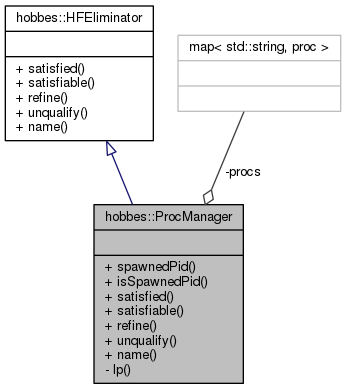 hobbes::HFEliminator
+ satisfied()
+ satisfiable()
+ refine()
+ unqualify()
+ name()
map< std::string, proc >
-procs
hobbes::ProcManager
+ spawnedPid()
+ isSpawnedPid()
+ satisfied()
+ satisfiable()
+ refine()
+ unqualify()
+ name()
- lp()